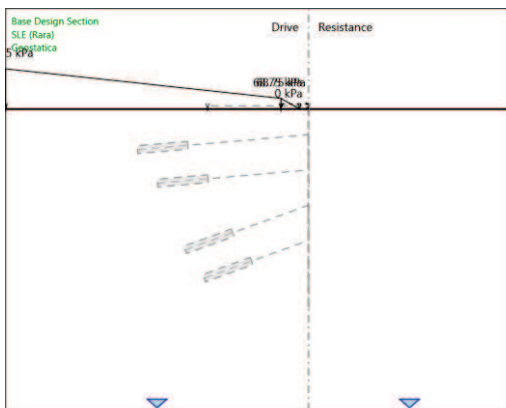 Base Design Section
Drive Resistance
SLE (Rara)
Geostatica
5 kPa
0 kPa